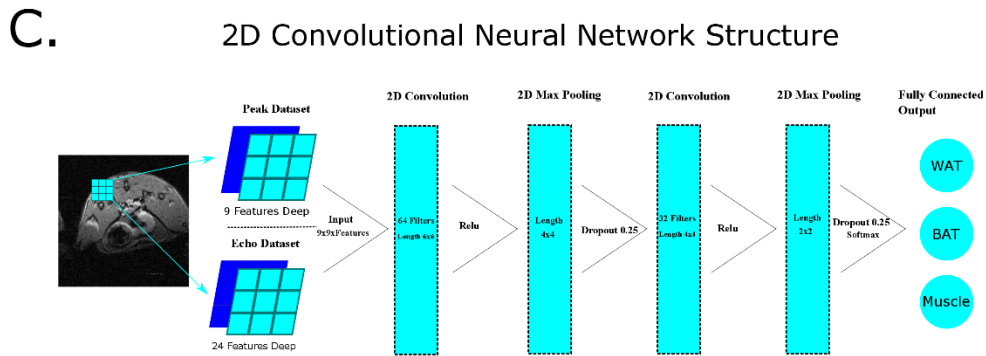 C.
2D Convolutional Neural Network Structure
Peak Dataset
9 Features Deep
Echo Dataset
24 Features Deep
Input
9x9xFeatures
2D Convolution
64 Filters
Length 6x6
Relu
2D Max Pooling
Length
4x4
Dropout 0.25
2D Convolution
32 Filters
Length 4x4
Relu
2D Max Pooling
Length
2x2
Dropout 0.25
Softmax
Fully Connected
Output
WAT
BAT
Muscle